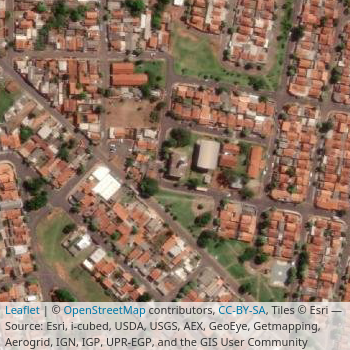 Leaflet | © OpenStreetMap contributors, CC-BY-SA, Tiles © Esri —
Source: Esri, i-cubed, USDA, USGS, AEX, GeoEye, Getmapping,
Aerogrid, IGN, IGP, UPR-EGP, and the GIS User Community